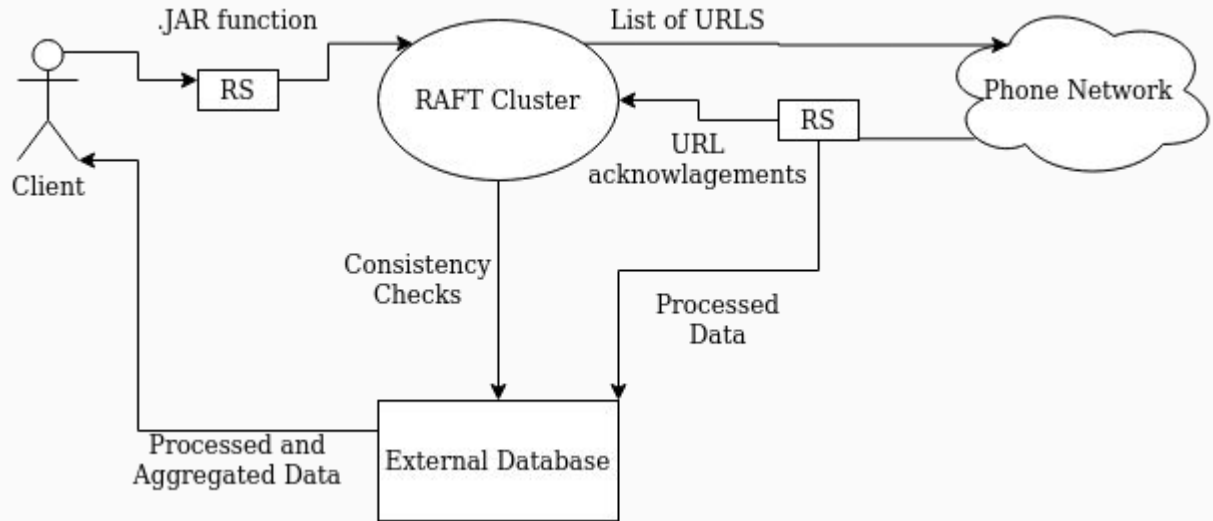 .JAR function
List of URLS
RS
RAFT Cluster
Phone Network
RS
URL
acknowlagements
Client
Consistency
Checks
Processed
Data
Processed and
Aggregated Data
External Database